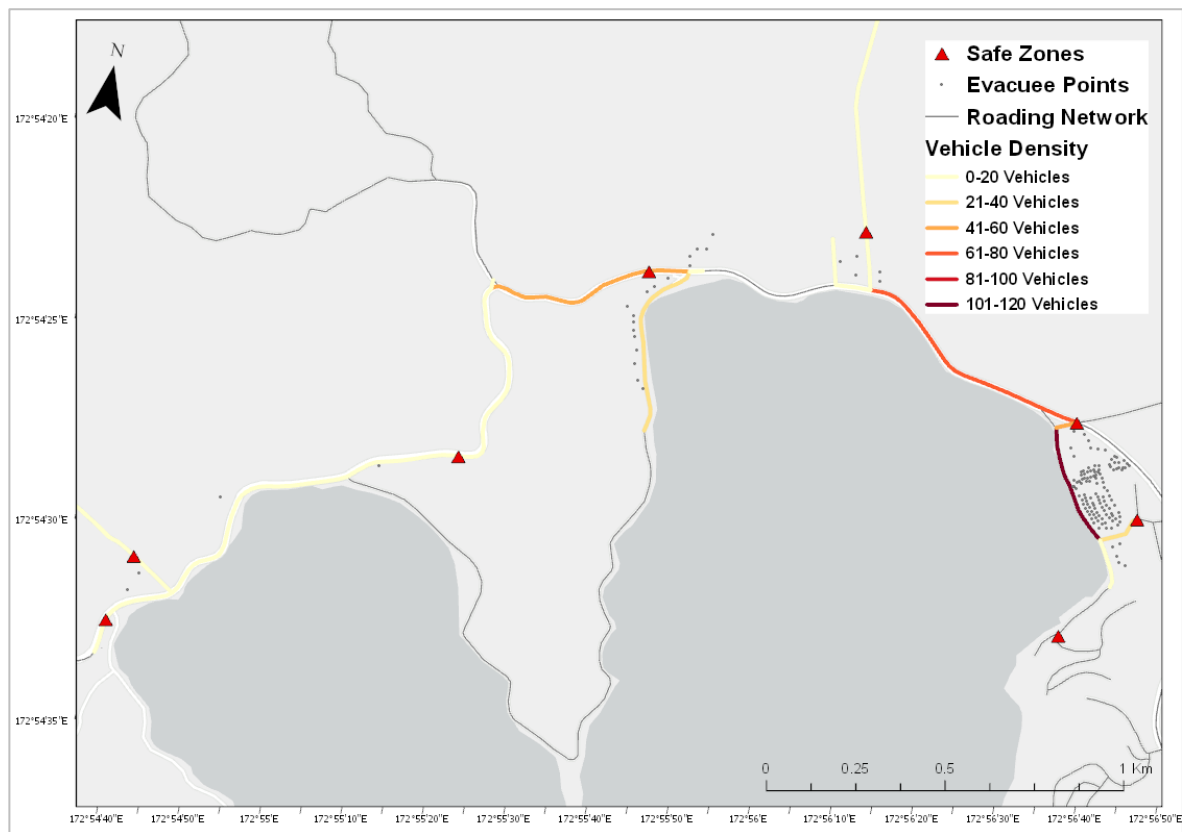 N
Safe Zones
Evacuee Points
Roading Network
Vehicle Density
0-20 Vehicles
21-40 Vehicles
41-60 Vehicles
61-80 Vehicles
81-100 Vehicles
101-120 Vehicles
172°54'20"E
172°54'25"E
172°54'30"E
172°54'35"E
0 0.25 0.5 1 Km
172°54'40"E 172°54'50"E 172°55'E 172°55'10"E 172°55'20"E 172°55'30"E 172°55'40"E 172°55'50"E 172°56'E 172°56'10"E 172°56'20"E 172°56'30"E 172°56'40"E 172°56'50"E